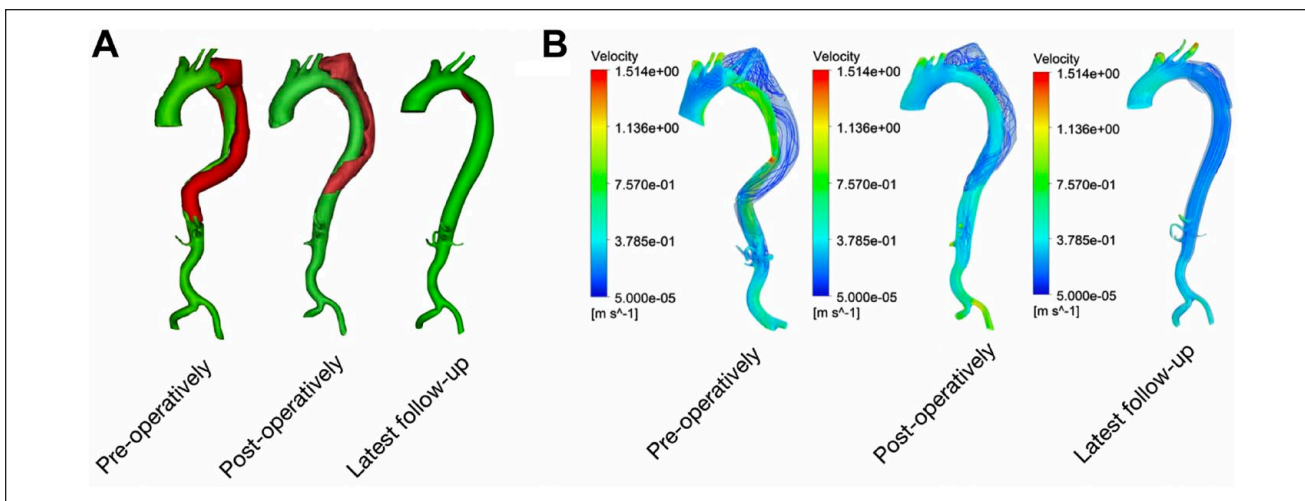 A
Pre-operatively
Post-operatively
Latest follow-up
B
Velocity
1.514e+00
1.136e+00
7.570e-01
3.785e-01
5.000e-05
[m s^-1]
Pre-operatively
Velocity
1.514e+00
1.136e+00
7.570e-01
3.785e-01
5.000e-05
[m s^-1]
Post-operatively
Velocity
1.514e+00
1.136e+00
7.570e-01
3.785e-01
5.000e-05
[m s^-1]
Latest follow-up